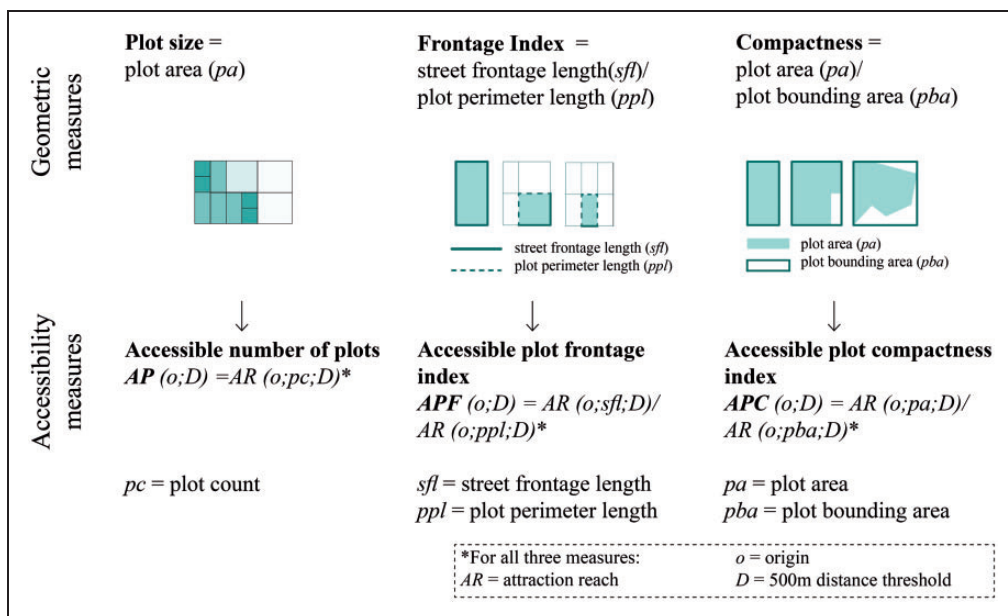 Geometric
measures
Plot size =
plot area (pa)
Frontage Index =
street frontage length(sfl)/
plot perimeter length (ppl)
Compactness =
plot area (pa)/
plot bounding area (pba)
street frontage length (sfl)
plot perimeter length (ppl)
plot area (pa)
plot bounding area (pba)
Accessibility
measures
Accessible number of plots
AP (o;D) =AR (o;pc;D)*
pc = plot count
Accessible plot frontage
index
APF (o;D) = AR (o;sfl;D)/
AR (o;ppl;D)*
sfl = street frontage length
ppl = plot perimeter length
Accessible plot compactness
index
APC (o;D) = AR (o;pa;D)/
AR (o;pba;D)*
pa = plot area
pba = plot bounding area
*For all three measures:
AR = attraction reach
o = origin
D = 500m distance threshold